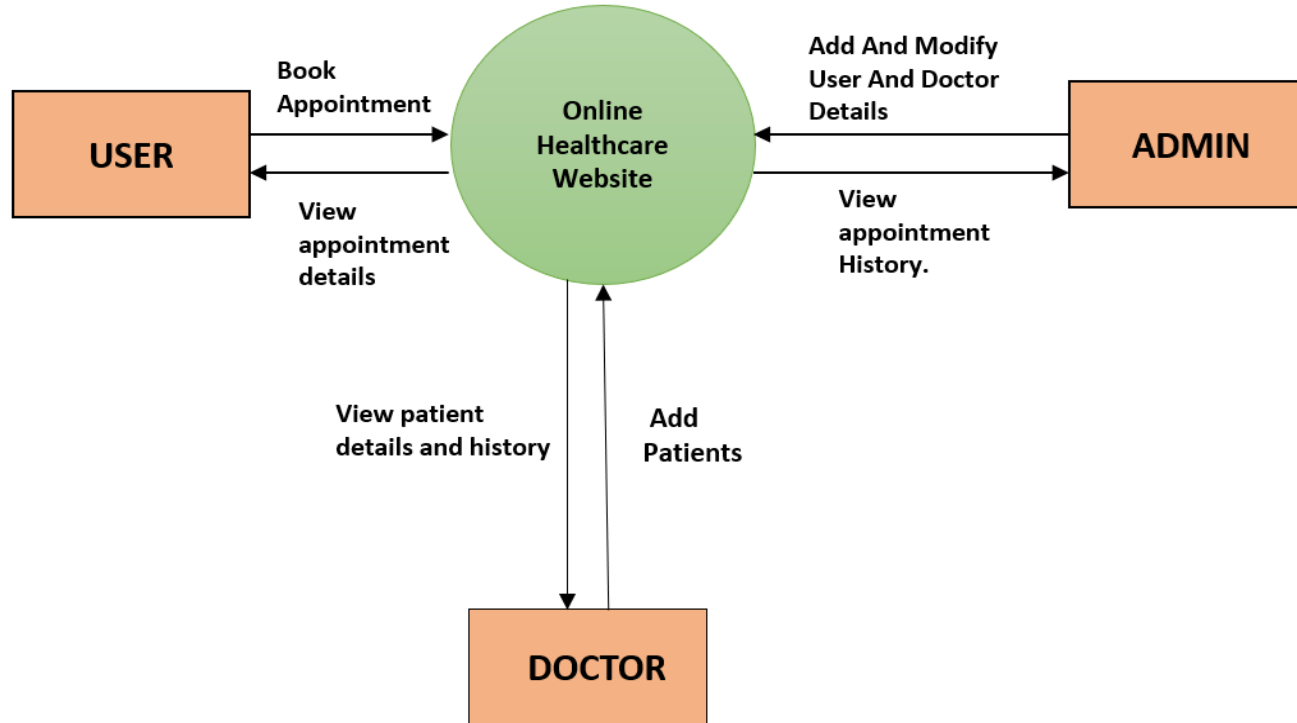 USER
Book
Appointment
View
appointment
details
Online
Healthcare
Website
Add And Modify
User And Doctor
Details
View
appointment
History.
ADMIN
View patient
details and history
Add
Patients
DOCTOR